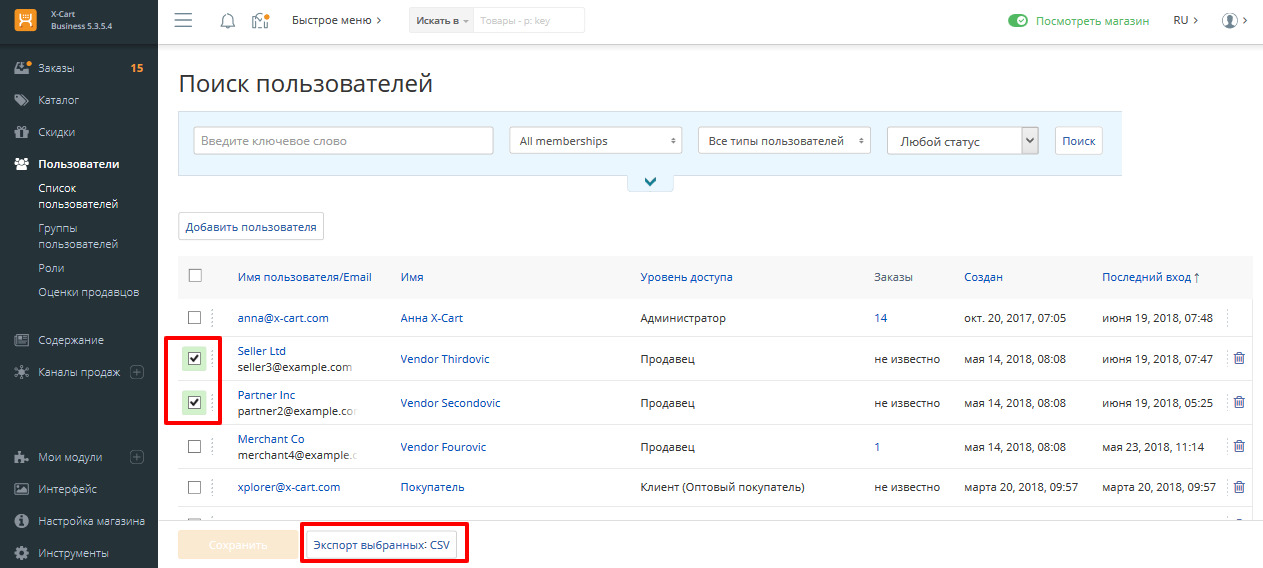 X-Cart
Business 5.3.5.4
Быстрое меню
Искать в
Товары - p: key
Посмотреть магазин
RU
Заказы
15
Каталог
Скидки
Пользователи
Список
пользователей
Группы
пользователей
Роли
Оценки продавцов
Содержание
Каналы продаж
Мои модули
Интерфейс
Настройка магазина
Инструменты
Поиск пользователей
Введите ключевое слово
All memberships
Все типы пользователей
Любой статус
Поиск
Добавить пользователя
Имя пользователя/Email Имя Уровень доступа Заказы Создан Последний вход ↑
anna@x-cart.com Анна X-Cart Администратор 14 окт. 20, 2017, 07:05 июня 19, 2018, 07:48
Seller Ltd
seller3@example.com Vendor Thirdovic Продавец не известно мая 14, 2018, 08:08 июня 19, 2018, 07:47
Partner Inc
partner2@example.co Vendor Secondovic Продавец не известно мая 14, 2018, 08:08 июня 19, 2018, 05:25
Merchant Co
merchant4@example.c Vendor Fourovic Продавец 1 мая 14, 2018, 08:08 мая 23, 2018, 11:14
xplorer@x-cart.com Покупатель Клиент (Оптовый покупатель) не известно марта 20, 2018, 09:57 марта 20, 2018, 09:57
Сохранить
Экспорт выбранных: CSV